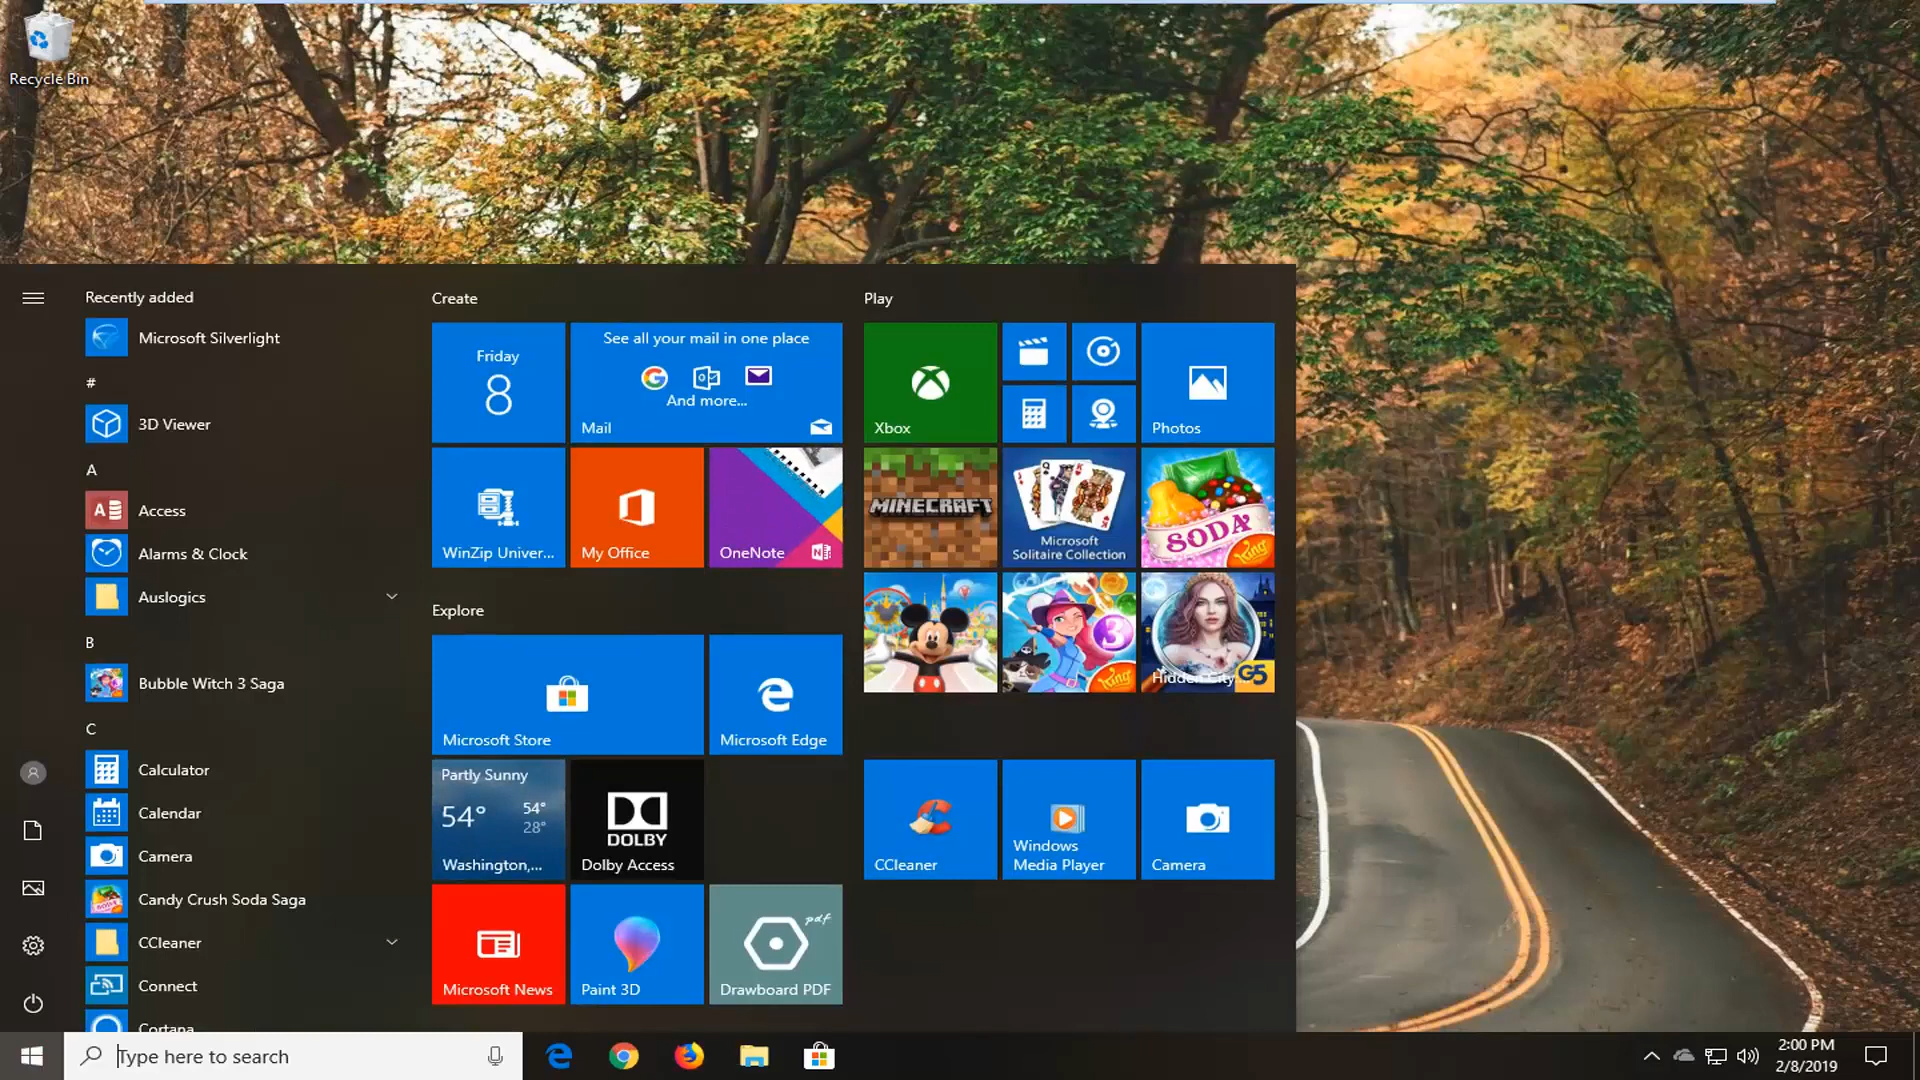 Recycle Bin
Recently added
Microsoft Silverlight
#
3D Viewer
A
Access
Alarms & Clock
Auslogics
B
Bubble Witch 3 Saga
C
Calculator
Calendar
Camera
Candy Crush Soda Saga
CCleaner
Connect
Cortana
Create
Friday
8
See all your mail in one place
And more...
Mail
WinZip Univer...
My Office
OneNote
Explore
Microsoft Store
Microsoft Edge
Partly Sunny
54° 54°
28°
Washington,...
DOLBY
Dolby Access
Microsoft News
Paint 3D
pdf
Drawboard PDF
Play
Xbox
Photos
MINECRAFT
Microsoft
Solitaire Collection
SODA
King
3
King
Hidden City...
G5
CCleaner
Windows
Media Player
Camera
Type here to search
2:00 PM
2/8/2019